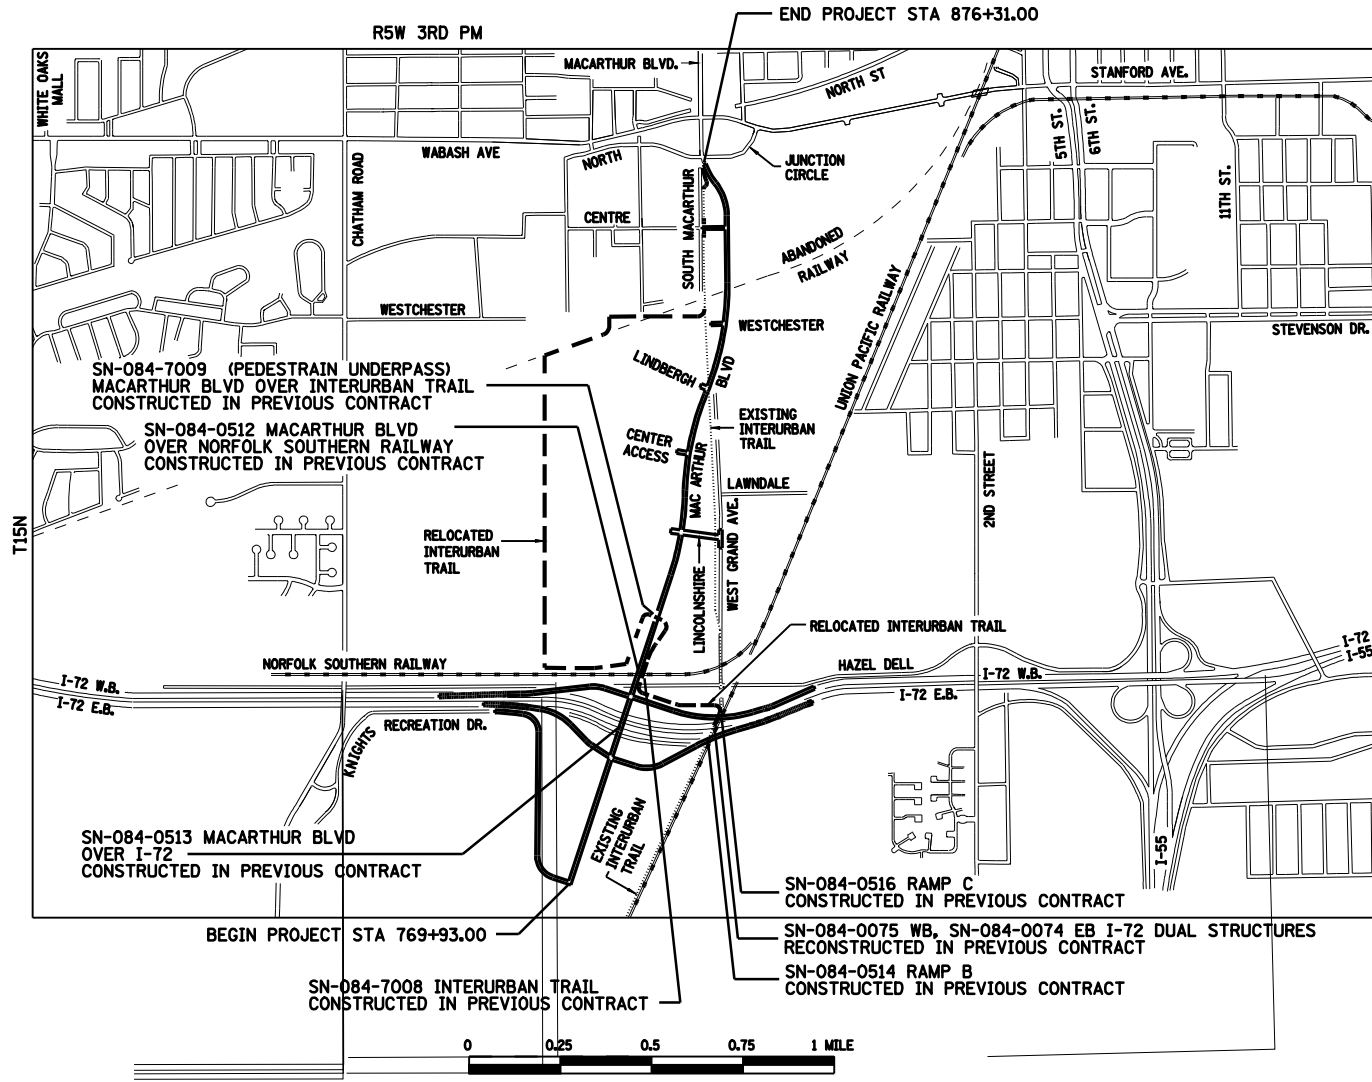 END PROJECT STA 876+31.00
R5W 3RD PM
WHITE OAKS
MALL
MACARTHUR BLVD.
NORTH ST
STANFORD AVE.
5TH ST.
6TH ST.
WABASH AVE
NORTH
JUNCTION
CIRCLE
CHATHAM ROAD
11TH ST.
CENTRE
SOUTH MACARTHUR
ABANDONED
RAILWAY
UNION PACIFIC RAILWAY
WESTCHESTER
WESTCHESTER
STEVENSON DR.
SN-084-7009 (PEDESTRAIN UNDERPASS)
MACARTHUR BLVD OVER INTERURBAN TRAIL
CONSTRUCTED IN PREVIOUS CONTRACT
LINDBERGH
BLVD
SN-084-0512 MACARTHUR BLVD
OVER NORFOLK SOUTHERN RAILWAY
CONSTRUCTED IN PREVIOUS CONTRACT
EXISTING
INTERURBAN
TRAIL
CENTER
ACCESS
MAC ARTHUR
LAWNDALE
2ND STREET
T15N
RELOCATED
INTERURBAN
TRAIL
WEST GRAND AVE.
LINCOLNSHIRE
RELOCATED INTERURBAN TRAIL
NORFOLK SOUTHERN RAILWAY
HAZEL DELL
I-72
I-55
I-72 W.B.
I-72 E.B.
I-72 W.B.
I-72 E.B.
RECREATION DR.
KNIGHTS
EXISTING
INTERURBAN
TRAIL
I-55
SN-084-0513 MACARTHUR BLVD
OVER I-72
CONSTRUCTED IN PREVIOUS CONTRACT
SN-084-0516 RAMP C
CONSTRUCTED IN PREVIOUS CONTRACT
BEGIN PROJECT STA 769+93.00
SN-084-0075 WB, SN-084-0074 EB I-72 DUAL STRUCTURES
RECONSTRUCTED IN PREVIOUS CONTRACT
SN-084-0514 RAMP B
CONSTRUCTED IN PREVIOUS CONTRACT
SN-084-7008 INTERURBAN TRAIL
CONSTRUCTED IN PREVIOUS CONTRACT
0 0.25 0.5 0.75 1 MILE